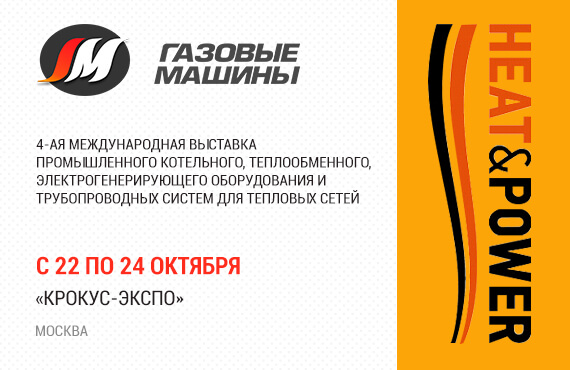 ГАЗОВЫЕ
МАШИНЫ
4-АЯ МЕЖДУНАРОДНАЯ ВЫСТАВКА
ПРОМЫШЛЕННОГО КОТЕЛЬНОГО, ТЕПЛООБМЕННОГО,
ЭЛЕКТРОГЕНЕРИРУЮЩЕГО ОБОРУДОВАНИЯ И
ТРУБОПРОВОДНЫХ СИСТЕМ ДЛЯ ТЕПЛОВЫХ СЕТЕЙ
С 22 ПО 24 ОКТЯБРЯ
«КРОКУС-ЭКСПО»
МОСКВА
HEAT&POWER